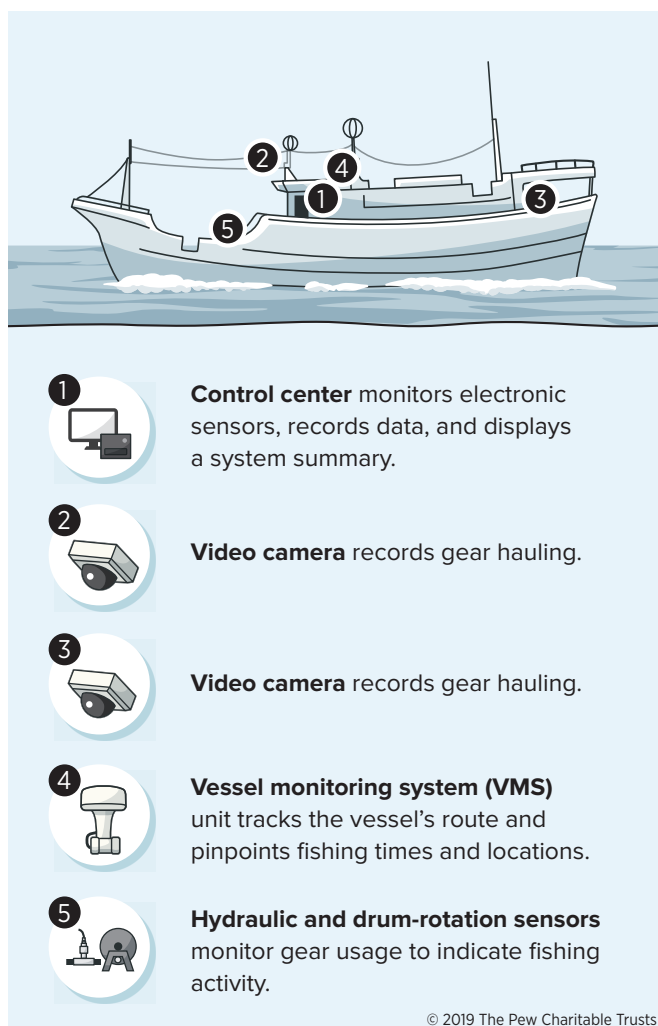 2
4
1
3
5
1
Control center monitors electronic
sensors, records data, and displays
a system summary.
2
Video camera records gear hauling.
3
Video camera records gear hauling.
4
Vessel monitoring system (VMS)
unit tracks the vessel’s route and
pinpoints fishing times and locations.
5
Hydraulic and drum-rotation sensors
monitor gear usage to indicate fishing
activity.
© 2019 The Pew Charitable Trusts